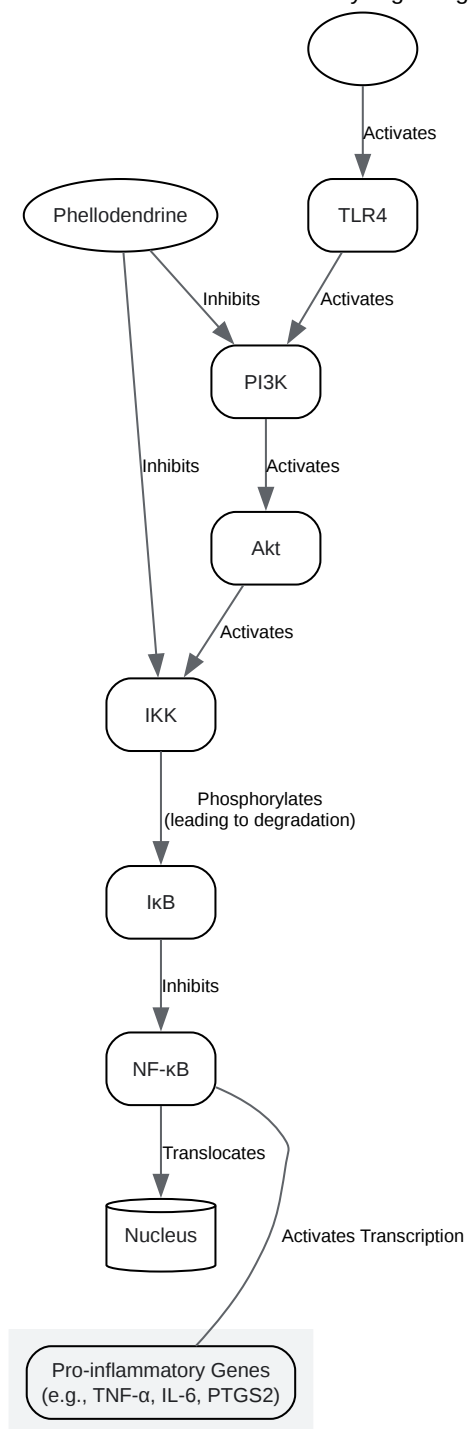 Activates
Phellodendrine
TLR4
Inhibits
Activates
PI3K
Inhibits
Activates
Akt
Activates
IKK
Phosphorylates
(leading to degradation)
IκB
Inhibits
NF-κB
Translocates
Nucleus
Activates Transcription
Pro-inflammatory Genes
(e.g., TNF-α, IL-6, PTGS2)